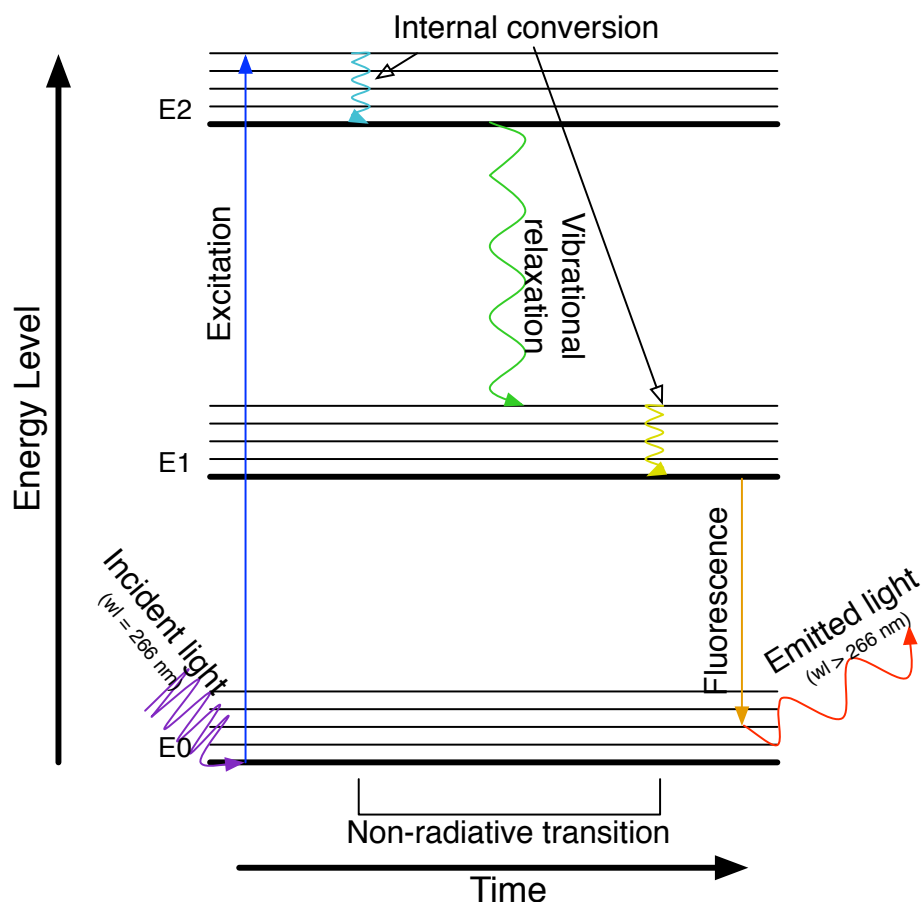 Internal conversion
E2
Excitation
Vibrational
relaxation
Energy Level
E1
Incident light
(wl = 266 nm)
Fluorescence
Emitted light
(wl > 266 nm)
E0
Non-radiative transition
Time